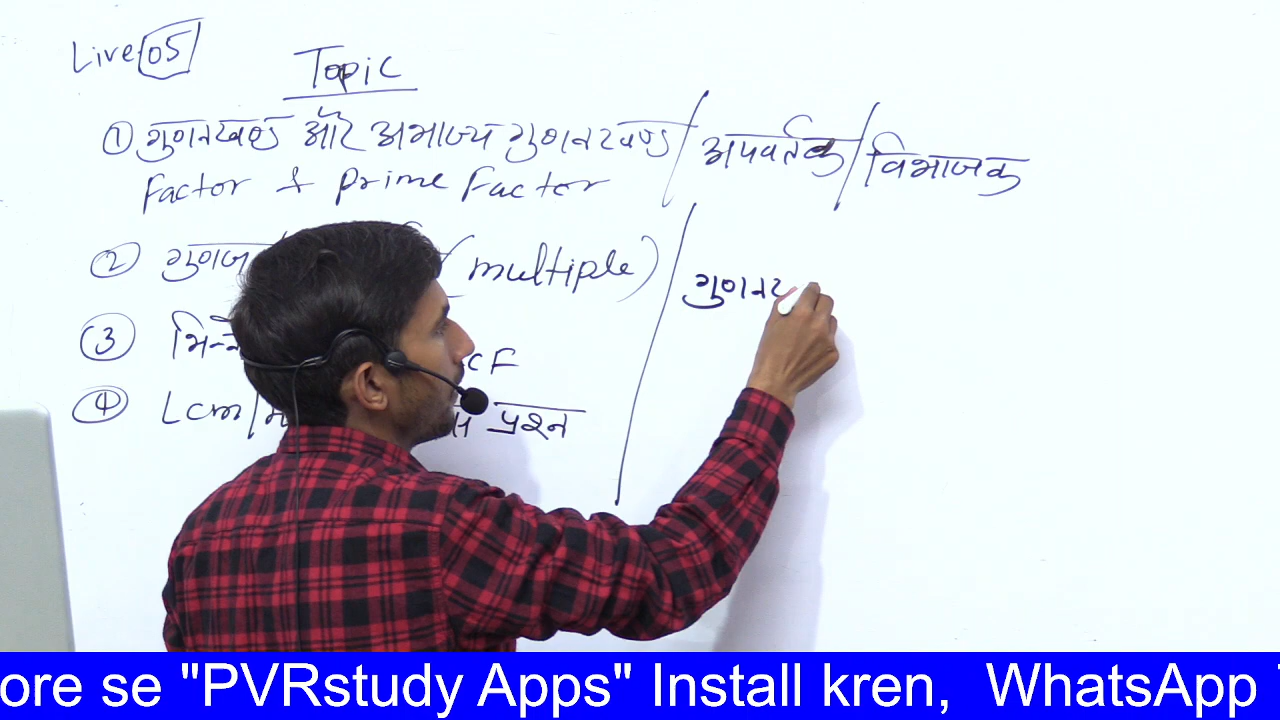 Live 05
Topic
① गुणनखण्ड और अभाज्य गुणनखण्ड / अपवर्तक / विभाजक
Factor & Prime Factor
② (multiple)
③ CF
④ Lcm / प्रश्न
ore se "PVRstudy Apps" Install kren, WhatsApp